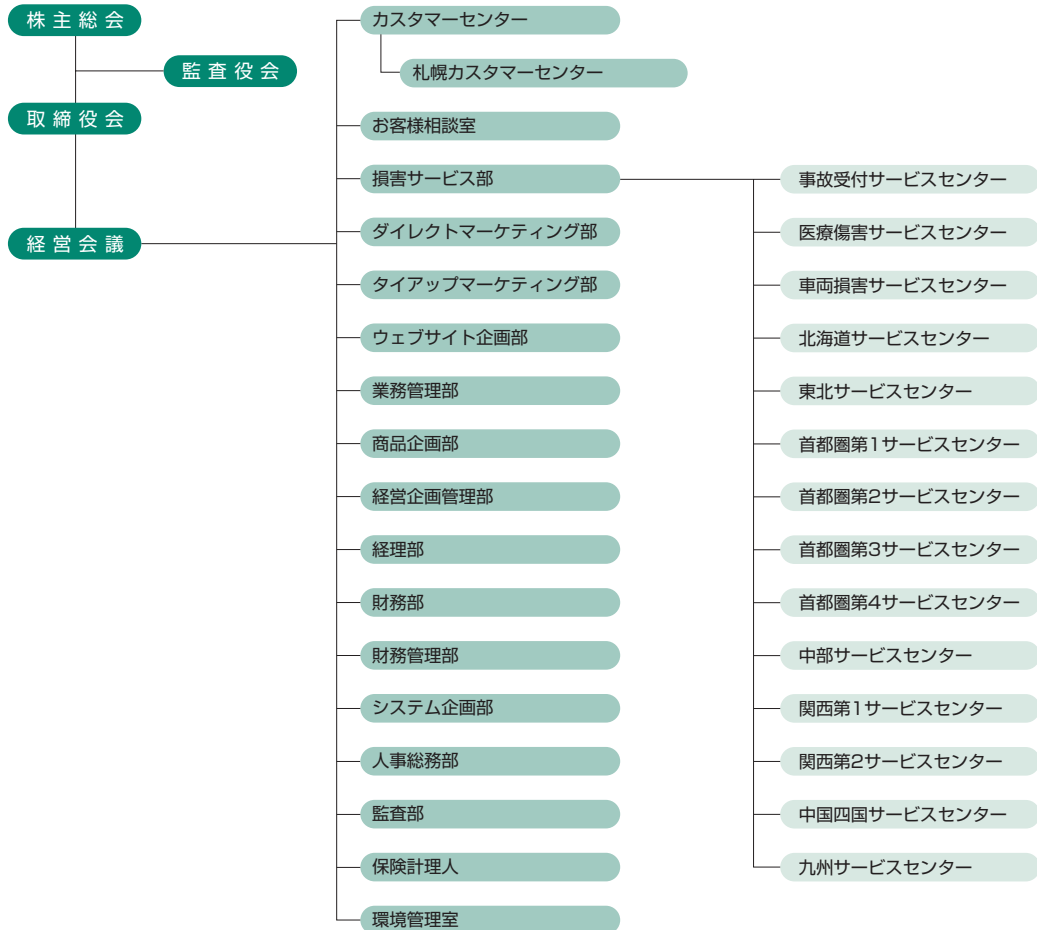 株主総会
監査役会
取締役会
経営会議
カスタマーセンター
札幌カスタマーセンター
お客様相談室
損害サービス部
ダイレクトマーケティング部
タイアップマーケティング部
ウェブサイト企画部
業務管理部
商品企画部
経営企画管理部
経理部
財務部
財務管理部
システム企画部
人事総務部
監査部
保険計理人
環境管理室
事故受付サービスセンター
医療傷害サービスセンター
車両損害サービスセンター
北海道サービスセンター
東北サービスセンター
首都圏第1サービスセンター
首都圏第2サービスセンター
首都圏第3サービスセンター
首都圏第4サービスセンター
中部サービスセンター
関西第1サービスセンター
関西第2サービスセンター
中国四国サービスセンター
九州サービスセンター